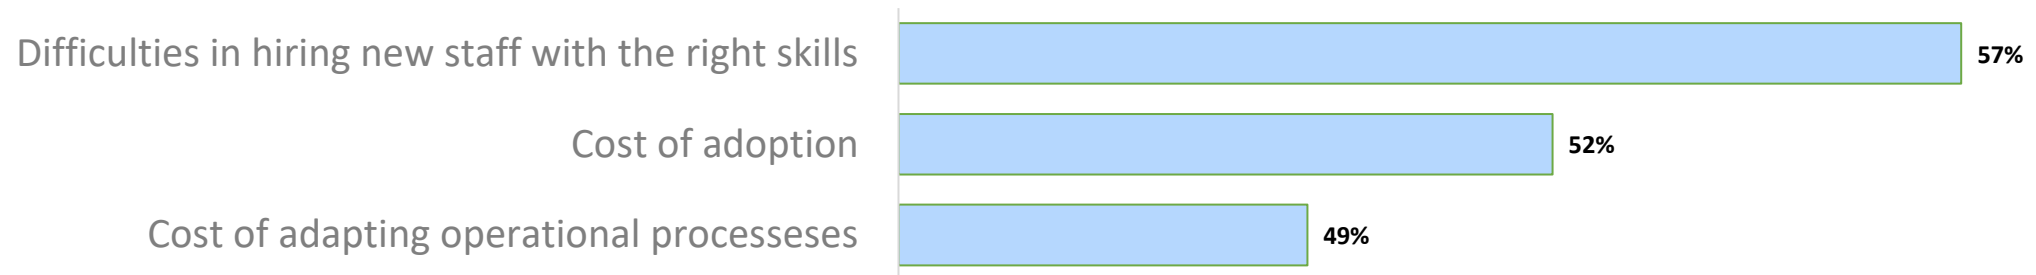 Difficulties in hiring new staff with the right skills 57%
Cost of adoption 52%
Cost of adapting operational processeses 49%